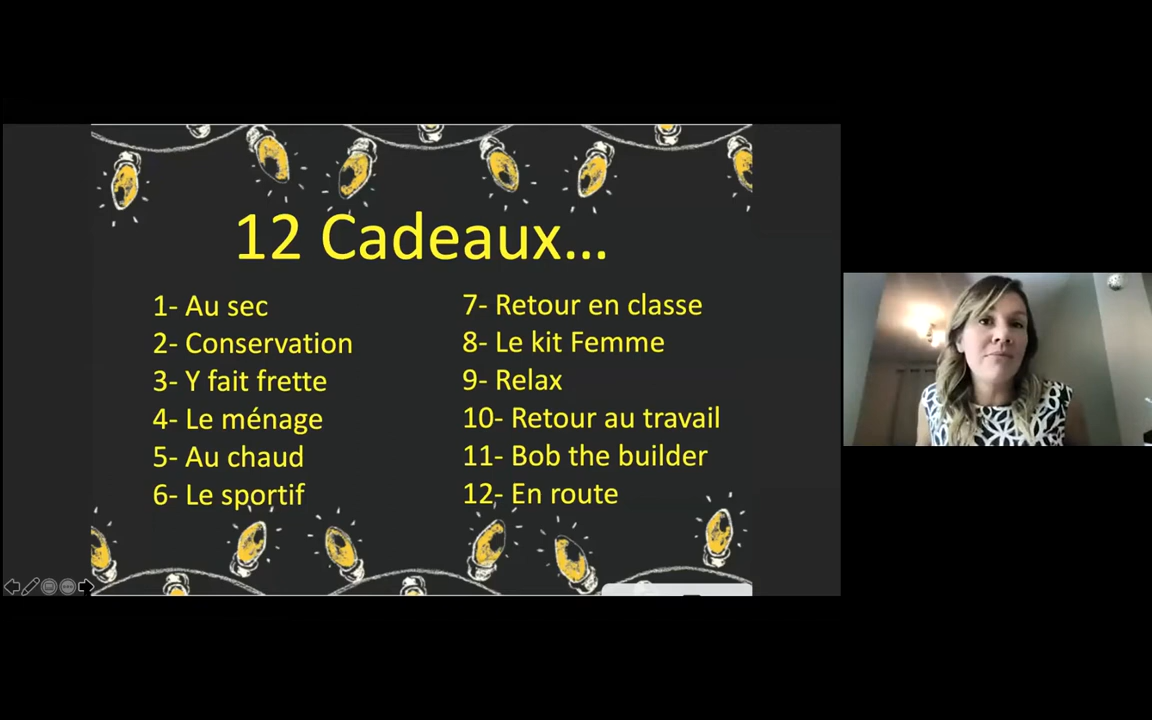 12 Cadeaux...
1- Au sec
2- Conservation
3- Y fait frette
4- Le ménage
5- Au chaud
6- Le sportif
7- Retour en classe
8- Le kit Femme
9- Relax
10- Retour au travail
11- Bob the builder
12- En route